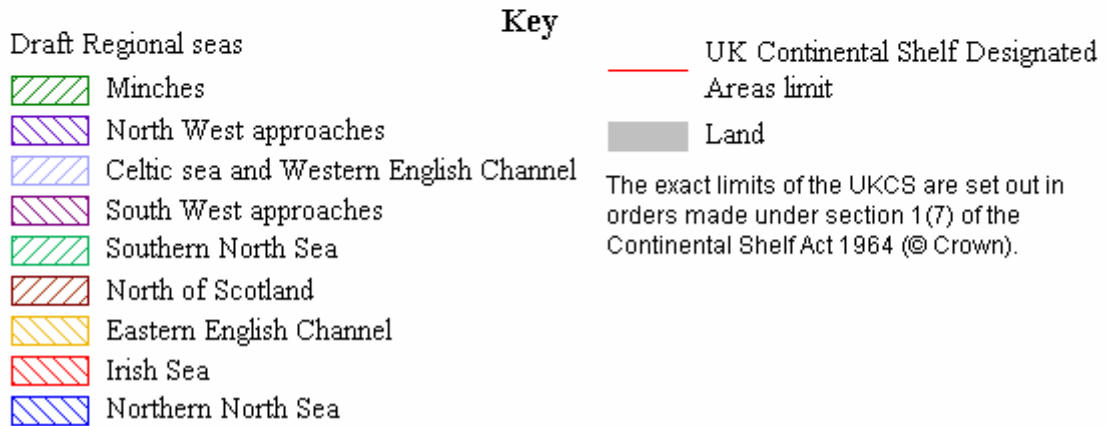 Key
Draft Regional seas
Minches
North West approaches
Celtic sea and Western English Channel
South West approaches
Southern North Sea
North of Scotland
Eastern English Channel
Irish Sea
Northern North Sea
UK Continental Shelf Designated
Areas limit
Land
The exact limits of the UKCS are set out in
orders made under section 1(7) of the
Continental Shelf Act 1964 (© Crown).